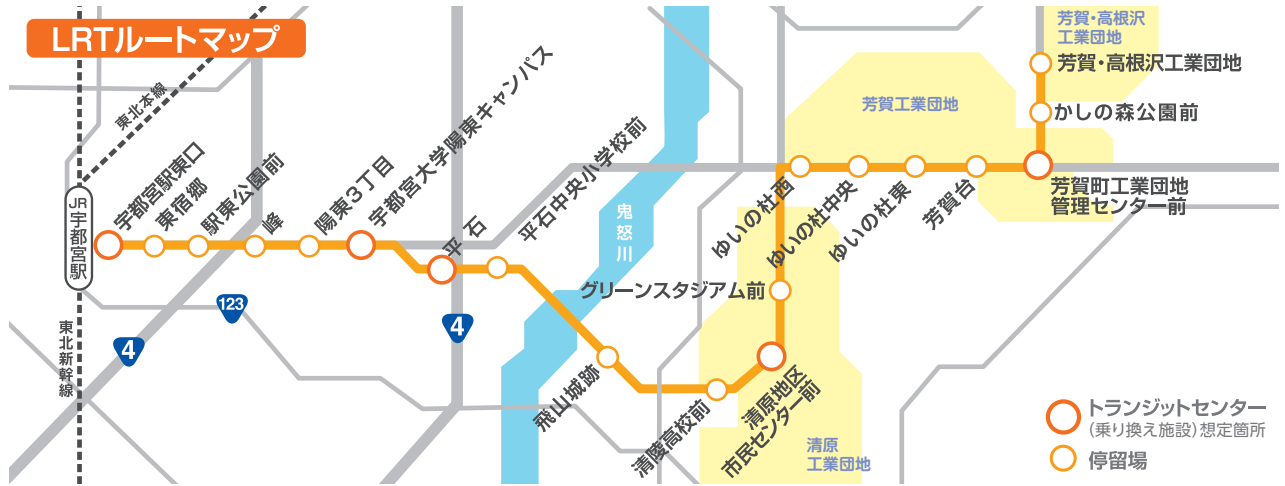 LRTルートマップ
東北本線
JR
宇都宮駅
東北新幹線
宇都宮駅東口
東宿郷
駅東公園前
峰
陽東3丁目
宇都宮大学陽東キャンパス
平石
平石中央小学校前
飛山城跡
清陵高校前
清原地区
市民センター前
グリーンスタジアム前
ゆいの杜西
ゆいの杜中央
ゆいの杜東
芳賀台
芳賀町工業団地
管理センター前
かしの森公園前
芳賀・高根沢工業団地
芳賀・高根沢
工業団地
芳賀工業団地
鬼怒川
清原
工業団地
123
4
4
トランジットセンター
(乗り換え施設)想定箇所
停留場